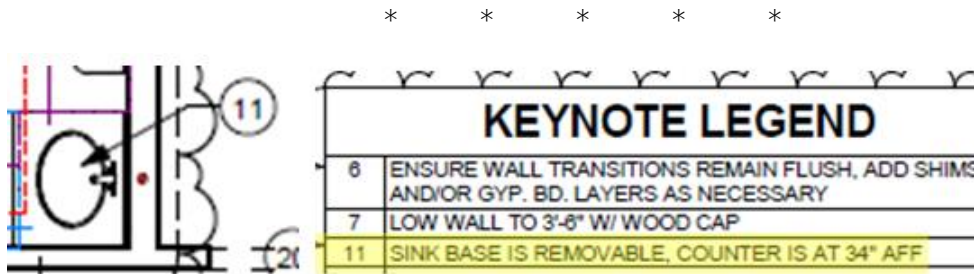 * * * * *
11
20
KEYNOTE LEGEND
6 ENSURE WALL TRANSITIONS REMAIN FLUSH, ADD SHIMS
AND/OR GYP. BD. LAYERS AS NECESSARY
7 LOW WALL TO 3'-6" W/ WOOD CAP
11 SINK BASE IS REMOVABLE, COUNTER IS AT 34" AFF